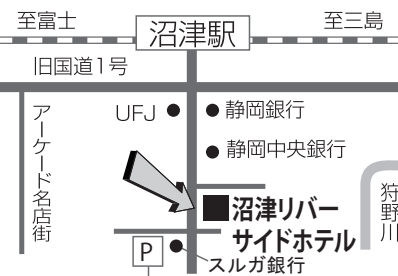 至富士
沼津駅
至三島
旧国道1号
アーケード名店街
UFJ
静岡銀行
静岡中央銀行
狩野川
沼津リバー
サイドホテル
P
スルガ銀行